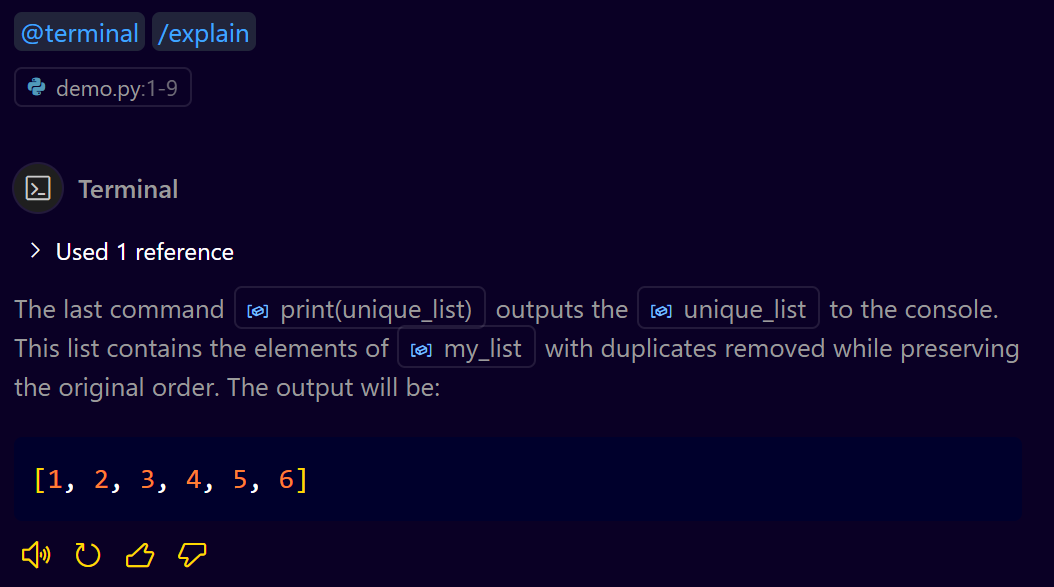 @terminal /explain
demo.py:1-9
Terminal
Used 1 reference
The last command print(unique_list) outputs the unique_list to the console.
This list contains the elements of my_list with duplicates removed while preserving
the original order. The output will be:
[1, 2, 3, 4, 5, 6]